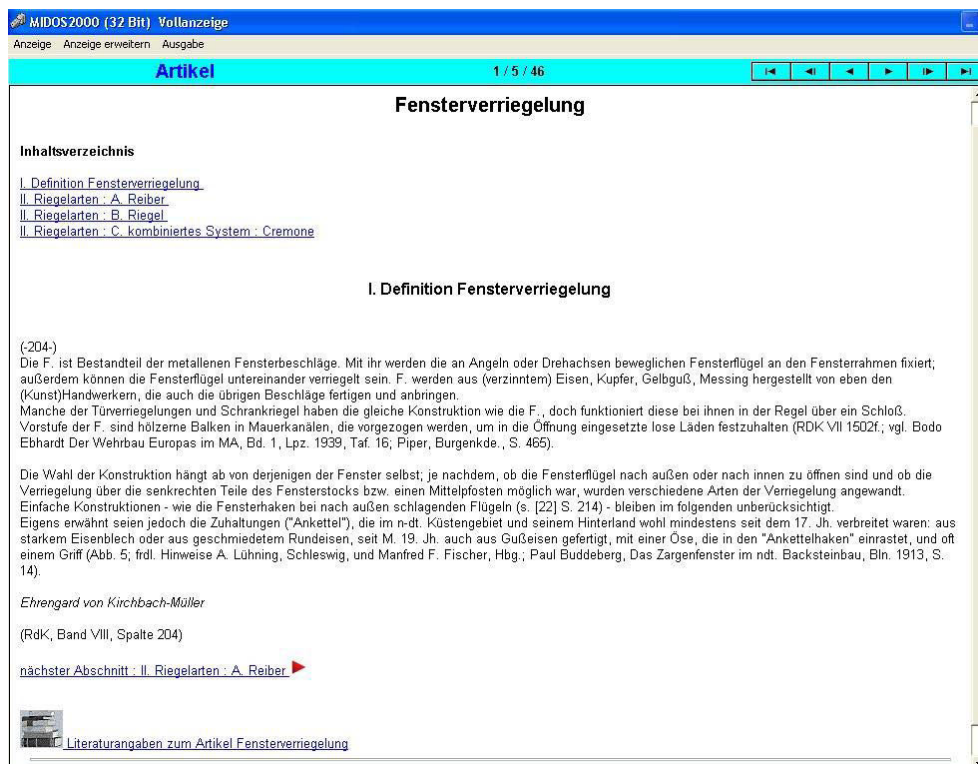 MIDOS2000 (32 Bit) Vollanzeige
Anzeige Anzeige erweitern Ausgabe
Artikel 1 / 5 / 46
Fensterverriegelung
Inhaltsverzeichnis
I. Definition Fensterverriegelung
II. Riegelarten : A. Reiber
II. Riegelarten : B. Riegel
II. Riegelarten : C. kombiniertes System : Cremone
I. Definition Fensterverriegelung
(-204-)
Die F. ist Bestandteil der metallenen Fensterbeschläge. Mit ihr werden die an Angeln oder Drehachsen beweglichen Fensterflügel an den Fensterrahmen fixiert;
außerdem können die Fensterflügel untereinander verriegelt sein. F. werden aus (verzinntem) Eisen, Kupfer, Gelbguß, Messing hergestellt von eben den
(Kunst)Handwerkern, die auch die übrigen Beschläge fertigen und anbringen.
Manche der Türverriegelungen und Schrankriegel haben die gleiche Konstruktion wie die F., doch funktioniert diese bei ihnen in der Regel über ein Schloß.
Vorstufe der F. sind hölzerne Balken in Mauerkanälen, die vorgezogen werden, um in die Öffnung eingesetzte lose Läden festzuhalten (RDK VII 1502f.; vgl. Bodo
Ebhardt Der Wehrbau Europas im MA, Bd. 1, Lpz. 1939, Taf. 16; Piper, Burgenkde., S. 465).
Die Wahl der Konstruktion hängt ab von derjenigen der Fenster selbst; je nachdem, ob die Fensterflügel nach außen oder nach innen zu öffnen sind und ob die
Verriegelung über die senkrechten Teile des Fensterstocks bzw. einen Mittelpfosten möglich war, wurden verschiedene Arten der Verriegelung angewandt.
Einfache Konstruktionen - wie die Fensterhaken bei nach außen schlagenden Flügeln (s. [22] S. 214) - bleiben im folgenden unberücksichtigt.
Eigens erwähnt seien jedoch die Zuhaltungen ("Ankettel"), die im n-dt. Küstengebiet und seinem Hinterland wohl mindestens seit dem 17. Jh. verbreitet waren: aus
starkem Eisenblech oder aus geschmiedetem Rundeisen, seit M. 19. Jh. auch aus Gußeisen gefertigt, mit einer Öse, die in den "Ankettelhaken" einrastet, und oft
einem Griff (Abb. 5; frdl. Hinweise A. Lühning, Schleswig, und Manfred F. Fischer, Hbg.; Paul Buddeberg, Das Zargenfenster im ndt. Backsteinbau, Bln. 1913, S.
14).
Ehrengard von Kirchbach-Müller
(RdK, Band VIII, Spalte 204)
nächster Abschnitt : II. Riegelarten : A. Reiber
Literaturangaben zum Artikel Fensterverriegelung